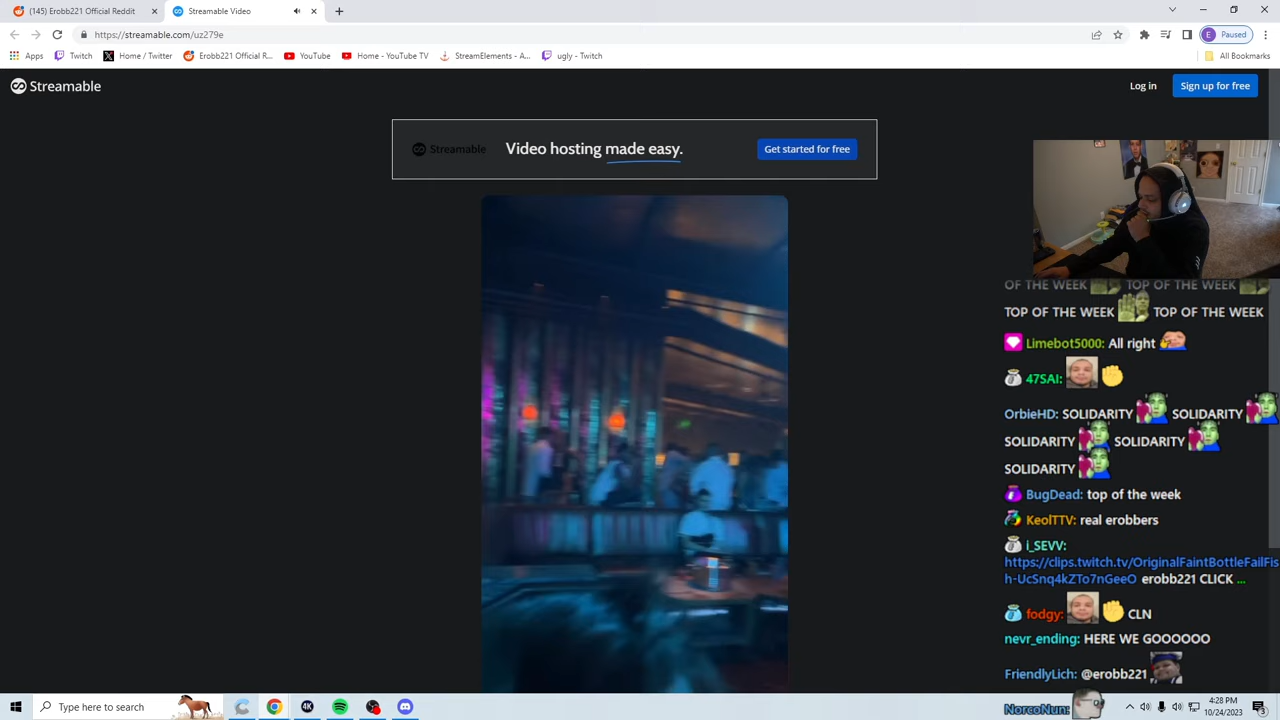 (145) Erobb221 Official Reddit
Streamable Video
https://streamable.com/uz279e
Paused
Apps
Twitch
Home / Twitter
Erobb221 Official R...
YouTube
Home - YouTube TV
StreamElements - A...
ugly - Twitch
All Bookmarks
Streamable
Log in
Sign up for free
Streamable
Video hosting made easy.
Get started for free
OF THE WEEK TOP OF THE WEEK
TOP OF THE WEEK TOP OF THE WEEK
Limebot5000: All right
47SAI:
OrbieHD: SOLIDARITY SOLIDARITY
SOLIDARITY SOLIDARITY
SOLIDARITY
BugDead: top of the week
KeolTTV: real erobbers
i_SEVV:
https://clips.twitch.tv/OriginalFaintBottleFailFis
h-UcSnq4kZTo7nGeeO erobb221 CLICK ...
fodgy: CLN
nevr_ending: HERE WE GOOOOOO
FriendlyLich: @erobb221
NorcoNun:
Type here to search
4:28 PM
10/24/2023
3